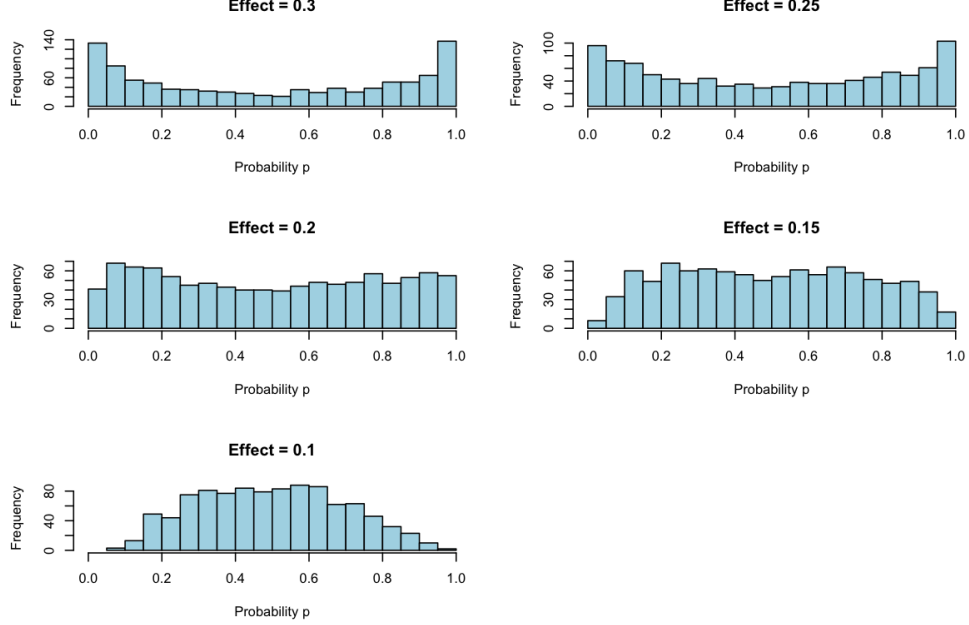 Effect = 0.3
Frequency
140
60
0
0.0 0.2 0.4 0.6 0.8 1.0
Probability p
Effect = 0.25
Frequency
100
40
0
0.0 0.2 0.4 0.6 0.8 1.0
Probability p
Effect = 0.2
Frequency
60
30
0
0.0 0.2 0.4 0.6 0.8 1.0
Probability p
Effect = 0.15
Frequency
60
30
0
0.0 0.2 0.4 0.6 0.8 1.0
Probability p
Effect = 0.1
Frequency
80
40
0
0.0 0.2 0.4 0.6 0.8 1.0
Probability p